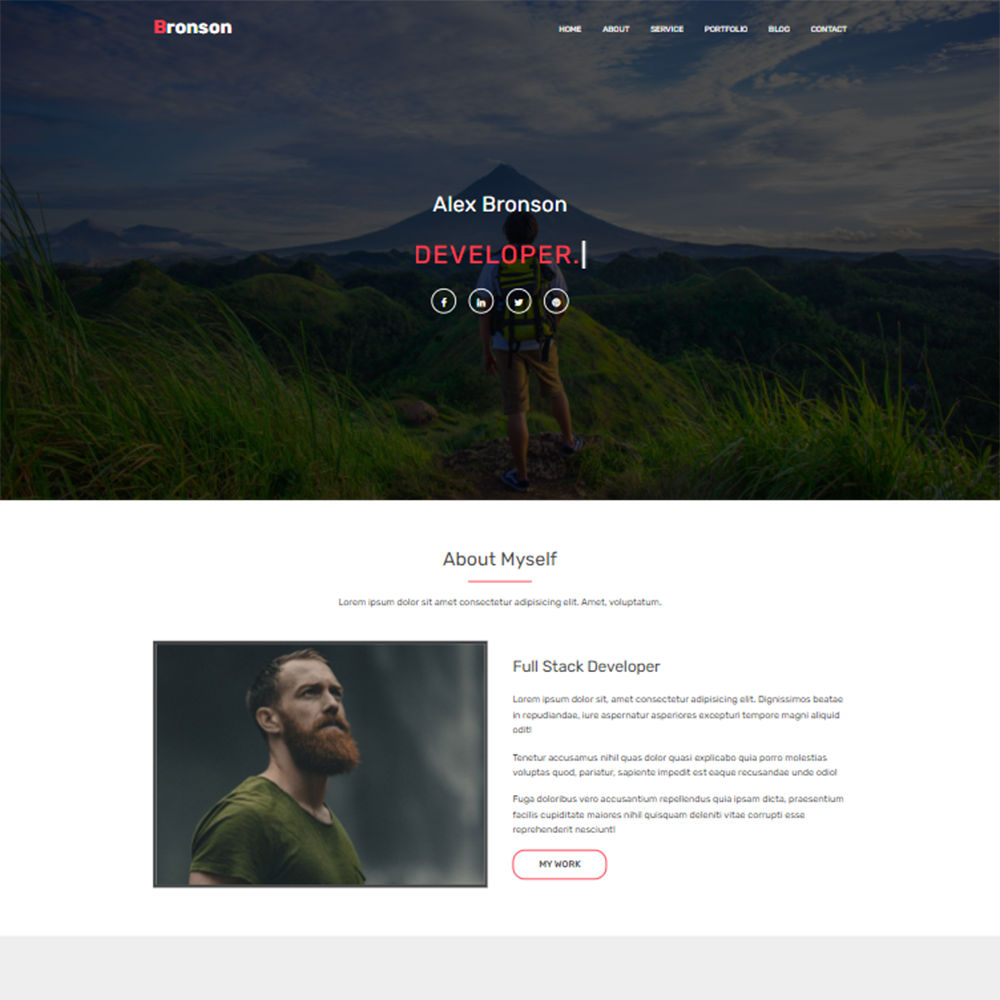 Bronson
HOME ABOUT SERVICE PORTFOLIO BLOG CONTACT
Alex Bronson
DEVELOPER.
About Myself
Lorem ipsum dolor sit amet consectetur adipisicing elit. Amet, voluptatum.
Full Stack Developer
Lorem ipsum dolor sit, amet consectetur adipisicing elit. Dignissimos beatae
in repudiandae, iure aspernatur asperiores excepturi tempore magni aliquid
odit!
Tenetur accusamus nihil quas dolor quasi explicabo quia porro molestias
voluptas quod, pariatur, sapiente impedit est eaque recusandae unde odio!
Fuga doloribus vero accusantium repellendus quia ipsam dicta, praesentium
facilis cupiditate maiores nihil quisquam deleniti vitae corrupti esse
reprehenderit nesciunt!
MY WORK